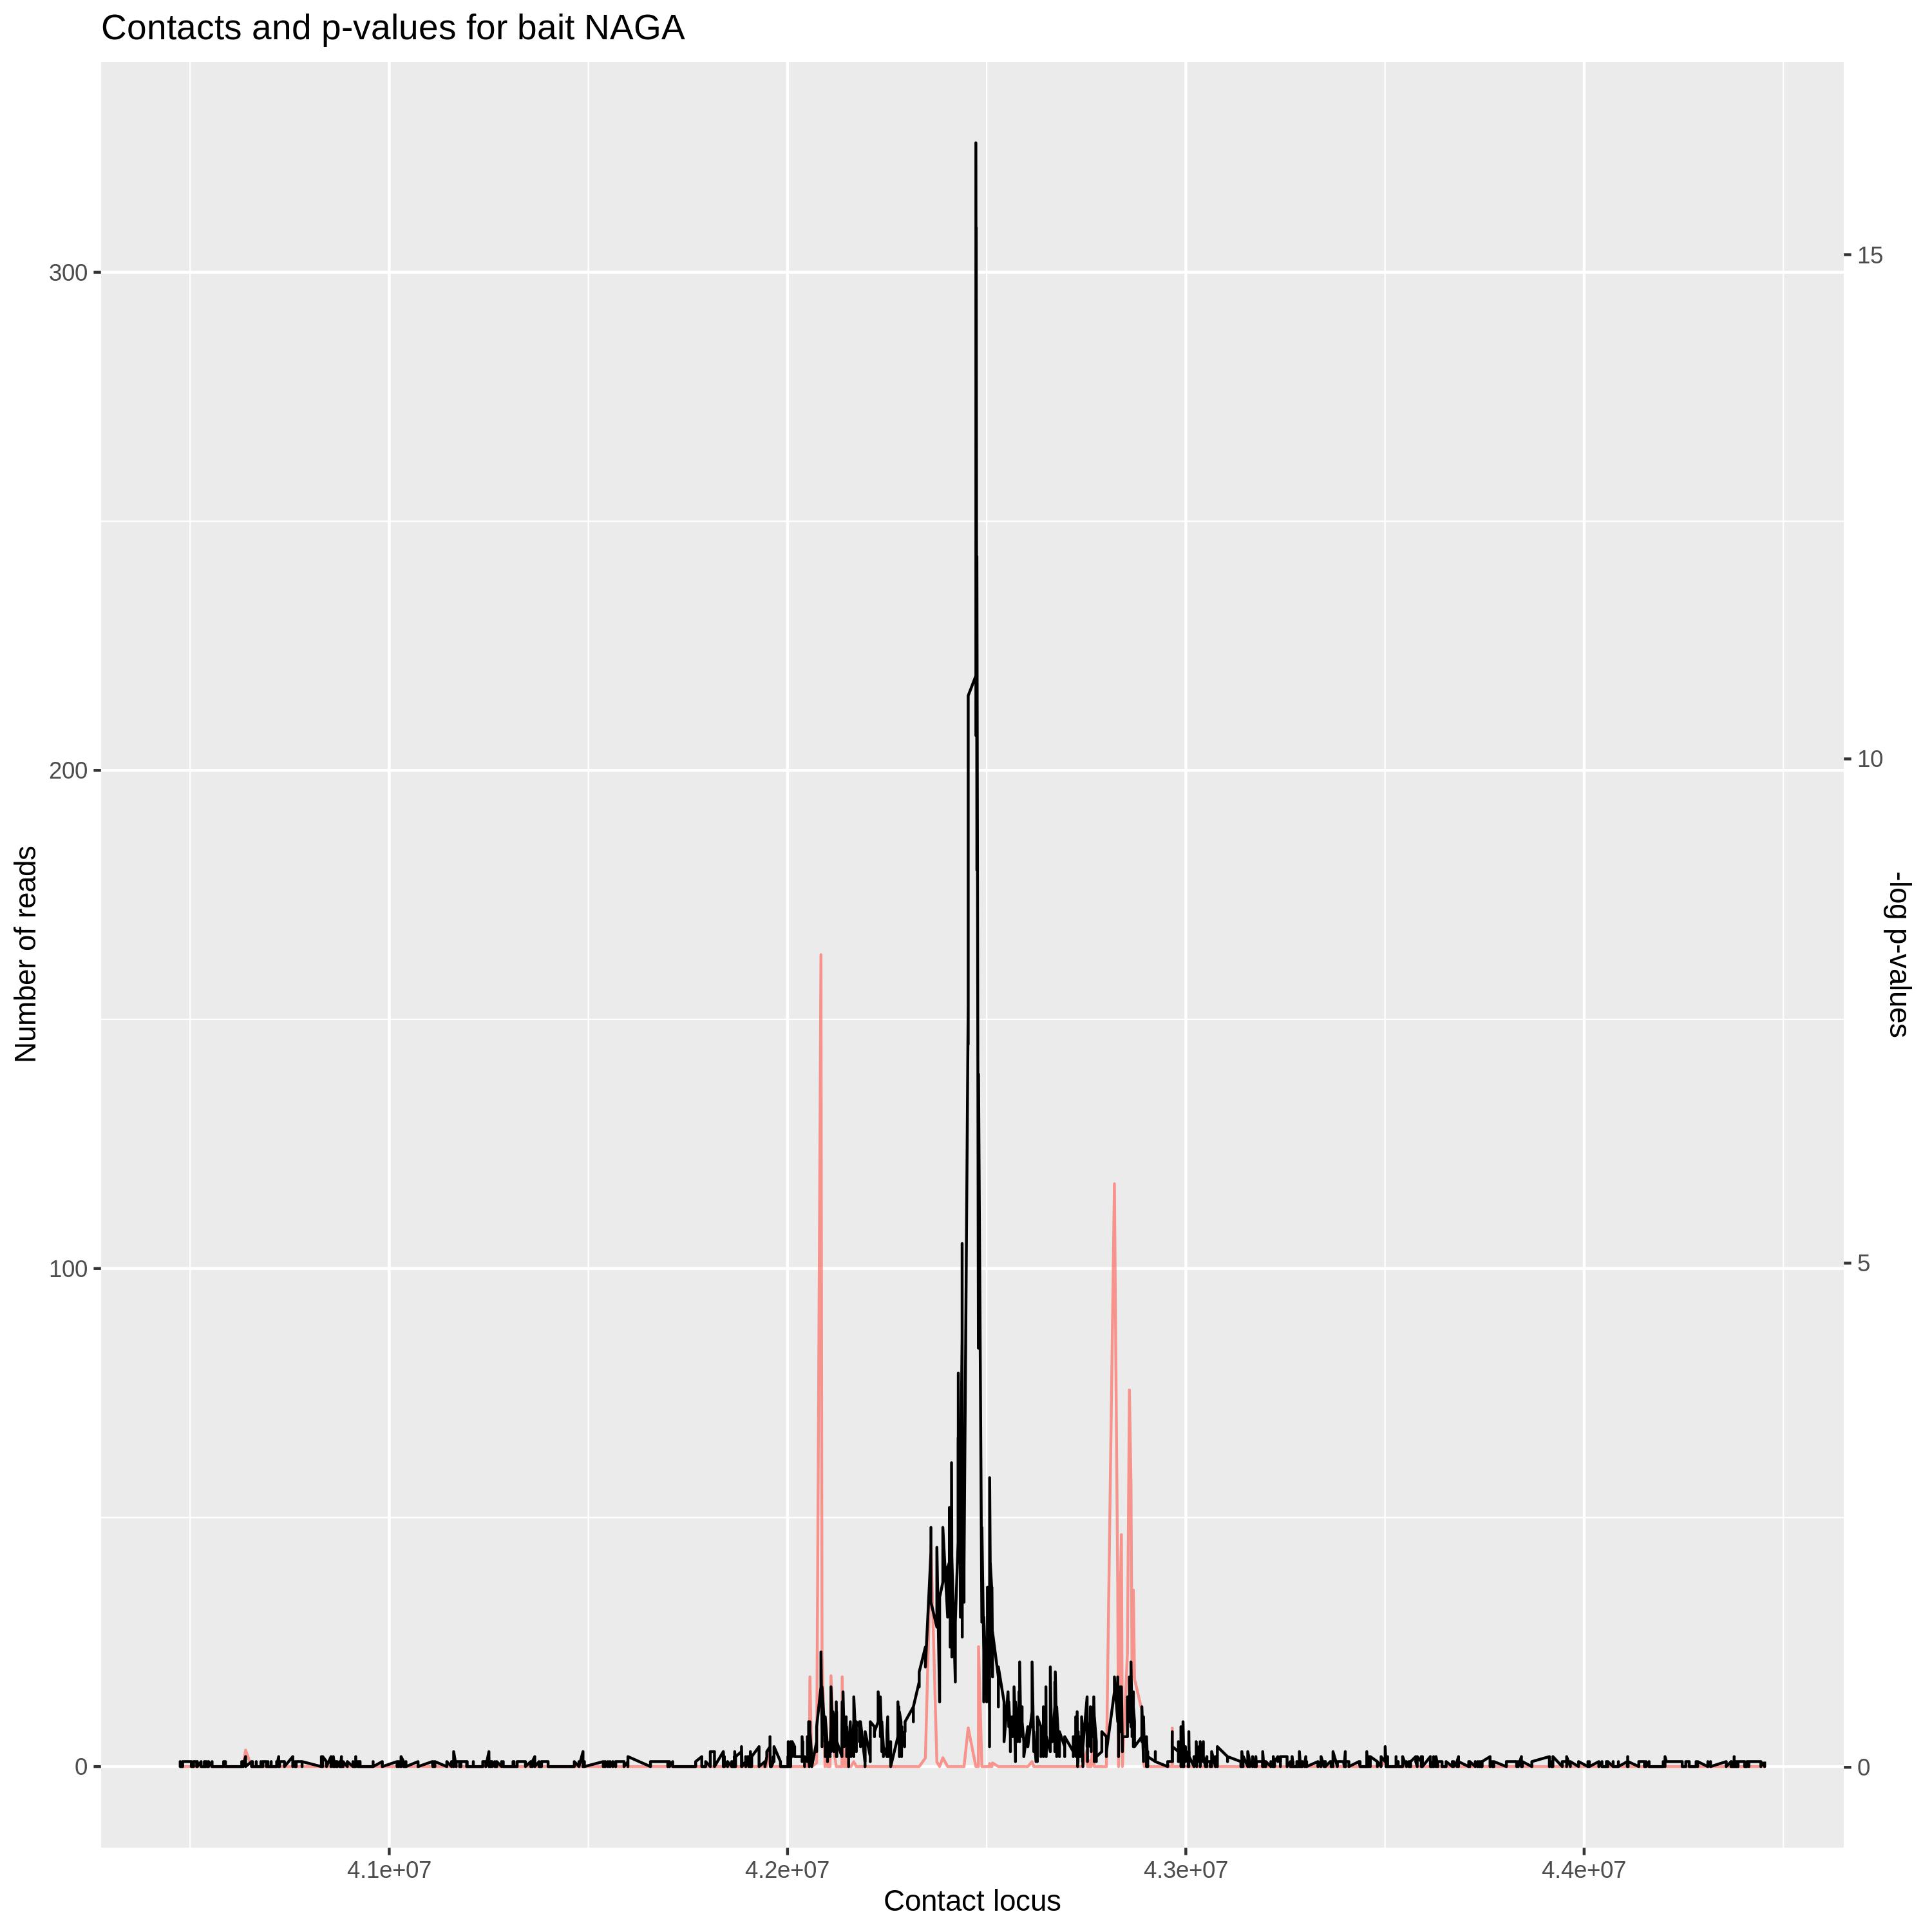 Contacts and p-values for bait NAGA
Number of reads
300
200
100
0
15
10
5
0
-log p-values
4.1e+07
4.2e+07
4.3e+07
4.4e+07
Contact locus